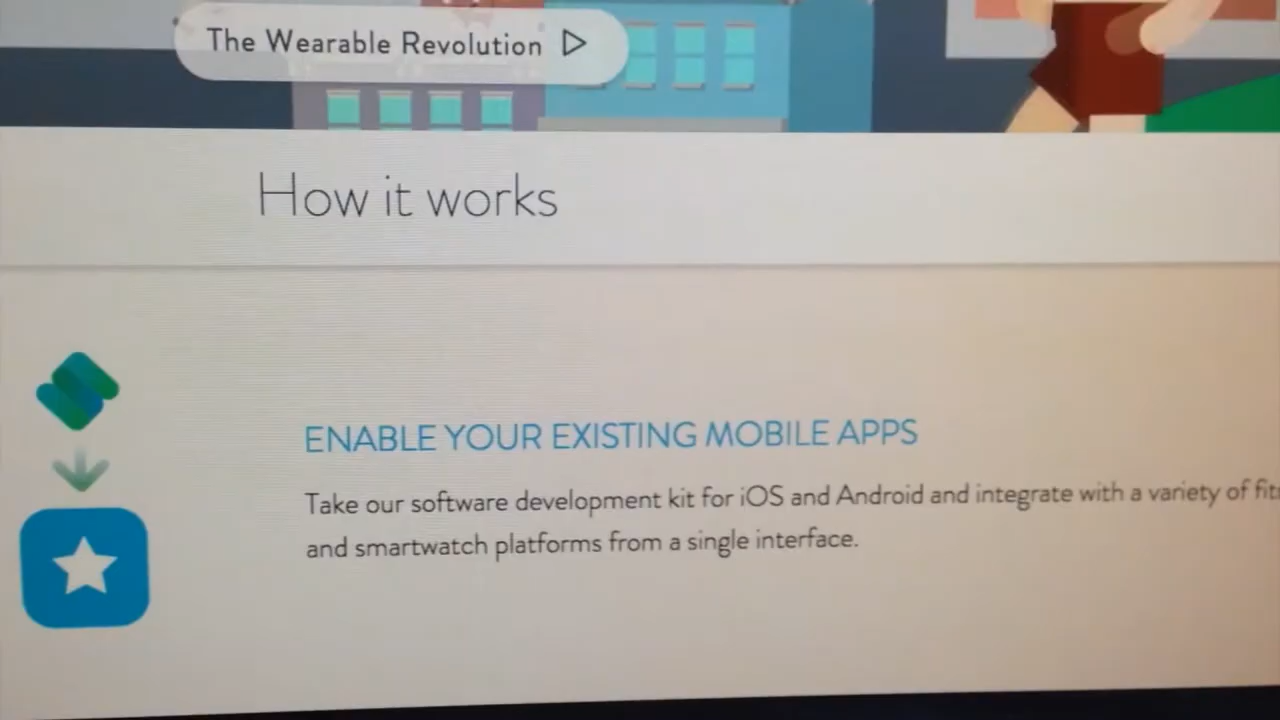 The Wearable Revolution
How it works
ENABLE YOUR EXISTING MOBILE APPS
Take our software development kit for iOS and Android and integrate with a variety of
and smartwatch platforms from a single interface.